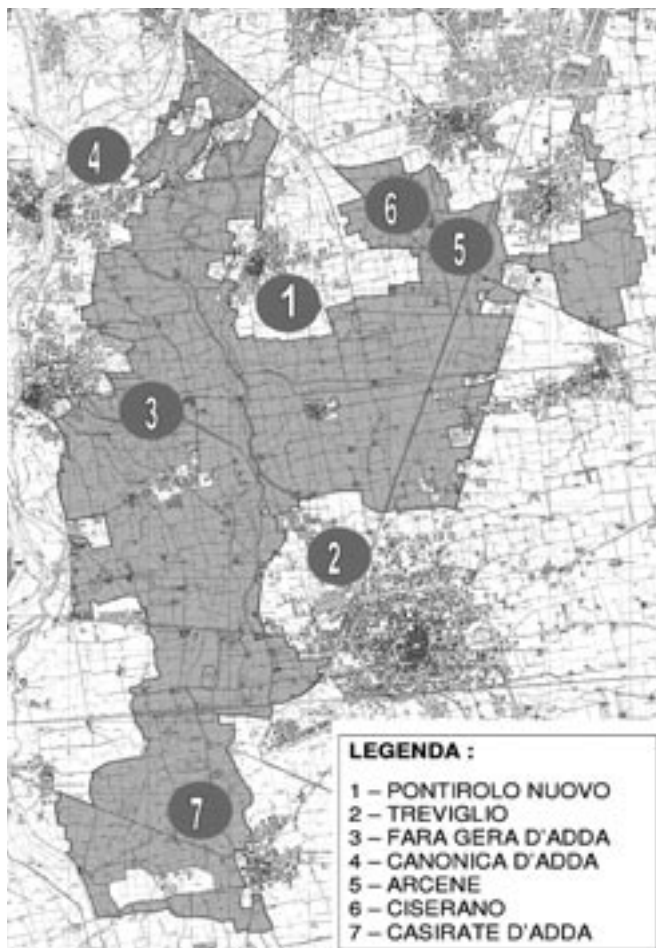 4
6
5
1
3
2
7
LEGENDA :
1 – PONTIROLO NUOVO
2 – TREVIGLIO
3 – FARA GERA D'ADDA
4 – CANONICA D'ADDA
5 – ARCENE
6 – CISERANO
7 – CASIRATE D'ADDA